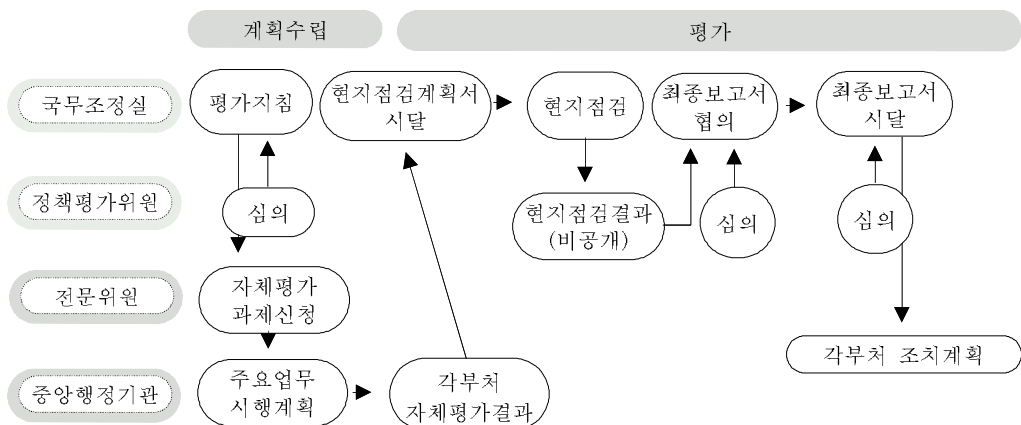 계획수립
평가
국무조정실
평가지침
현지점검계획서
시달
현지점검
최종보고서
협의
최종보고서
시달
정책평가위원
심의
현지점검결과
(비공개)
심의
심의
전문위원
자체평가
과제신청
각부처 조치계획
중앙행정기관
주요업무
시행계획
각부처
자체평가결과